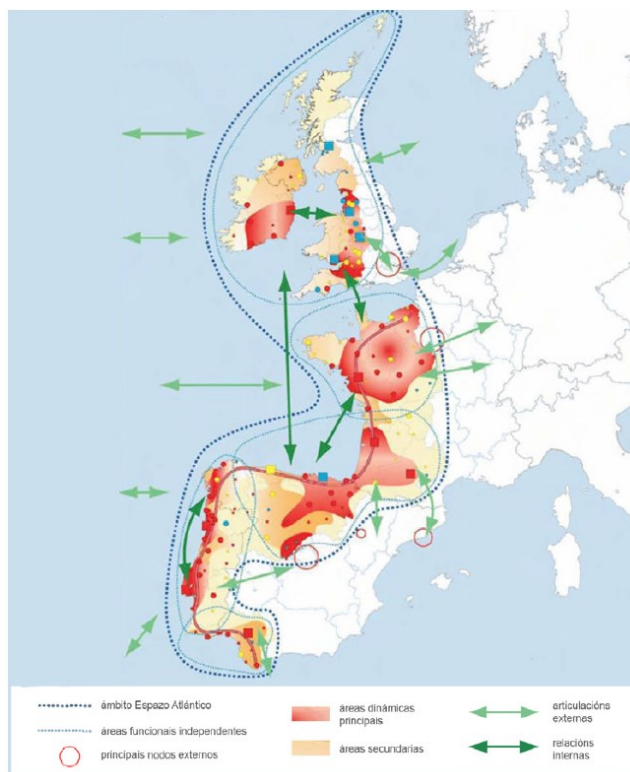 ámbito Espazo Atlántico
áreas funcionais independentes
principais nodos externos
áreas dinámicas
principais
áreas secundarias
articulacións
externas
relacións
internas